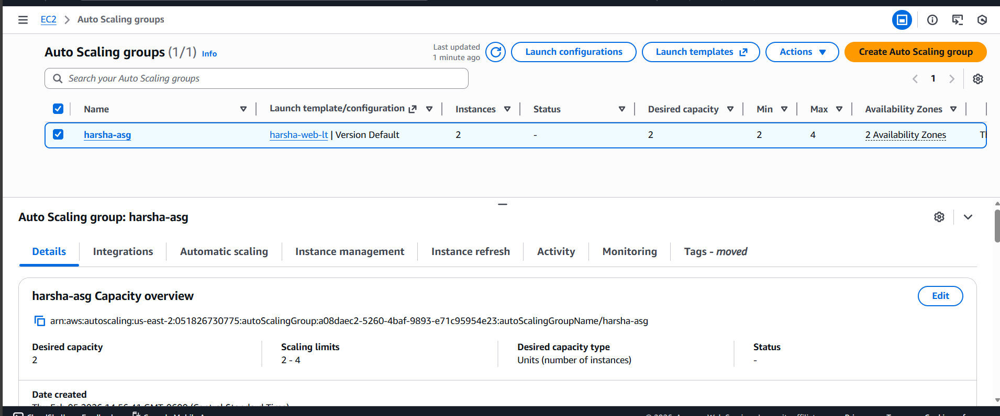 EC2 > Auto Scaling groups
Auto Scaling groups (1/1) Info
Last updated
1 minute ago
Launch configurations
Launch templates
Actions
Create Auto Scaling group
Search your Auto Scaling groups
1
Name Launch template/configuration Instances Status Desired capacity Min Max Availability Zones
harsha-asg harsha-web-lt | Version Default 2 - 2 2 4 2 Availability Zones
Auto Scaling group: harsha-asg
Details Integrations Automatic scaling Instance management Instance refresh Activity Monitoring Tags - moved
harsha-asg Capacity overview
Edit
arn:aws:autoscaling:us-east-2:051826730775:autoScalingGroup:a08daec2-5260-4baf-9893-e71c95954e23:autoScalingGroupName/harsha-asg
Desired capacity Scaling limits Desired capacity type Status
2 2 - 4 Units (number of instances) -
Date created